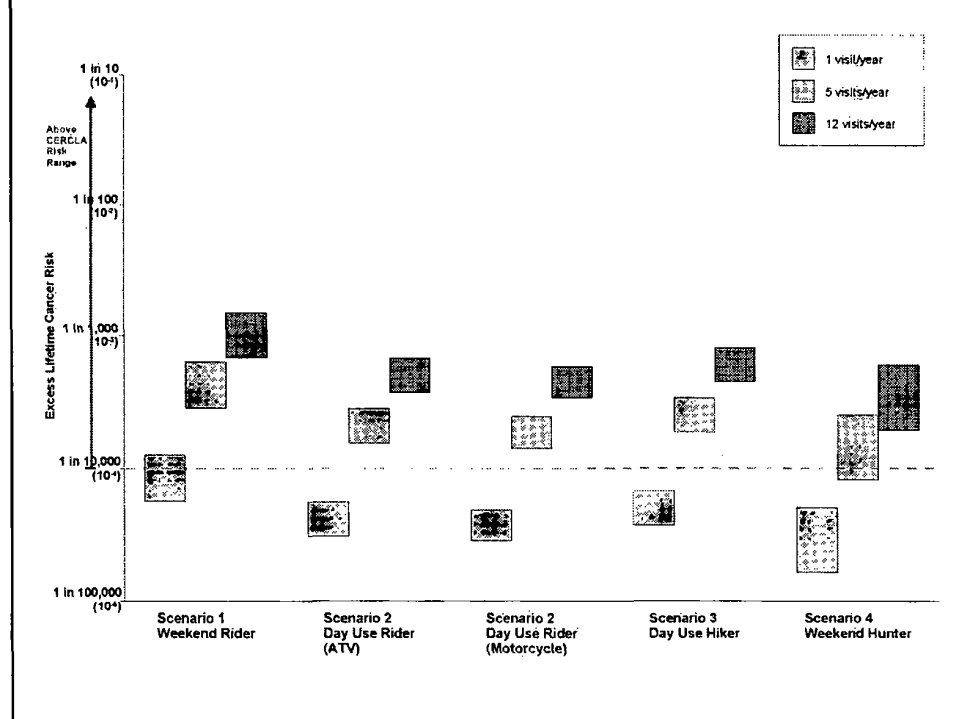 1 visit/year
5 visits/year
12 visits/year
1 in 10
(10⁻¹)
Above
CERCLA
Risk
Range
1 in 100
(10⁻²)
Excess Lifetime Cancer Risk
1 in 1,000
(10⁻³)
1 in 10,000
(10⁻⁴)
1 in 100,000
Scenario 1
Weekend Rider
Scenario 2
Day Use Rider
(ATV)
Scenario 2
Day Use Rider
(Motorcycle)
Scenario 3
Day Use Hiker
Scenario 4
Weekend Hunter